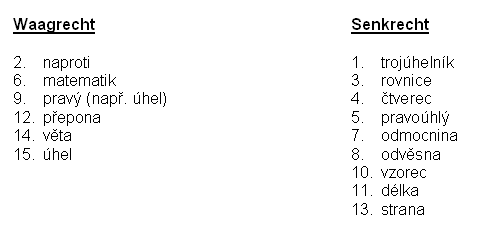 Waagrecht
2. naproti
6. matematik
9. pravý (např. úhel)
12. přepona
14. věta
15. úhel
Senkrecht
1. trojúhelník
3. rovnice
4. čtverec
5. pravoúhlý
7. odmocnina
8. odvěsna
10. vzorec
11. délka
13. strana